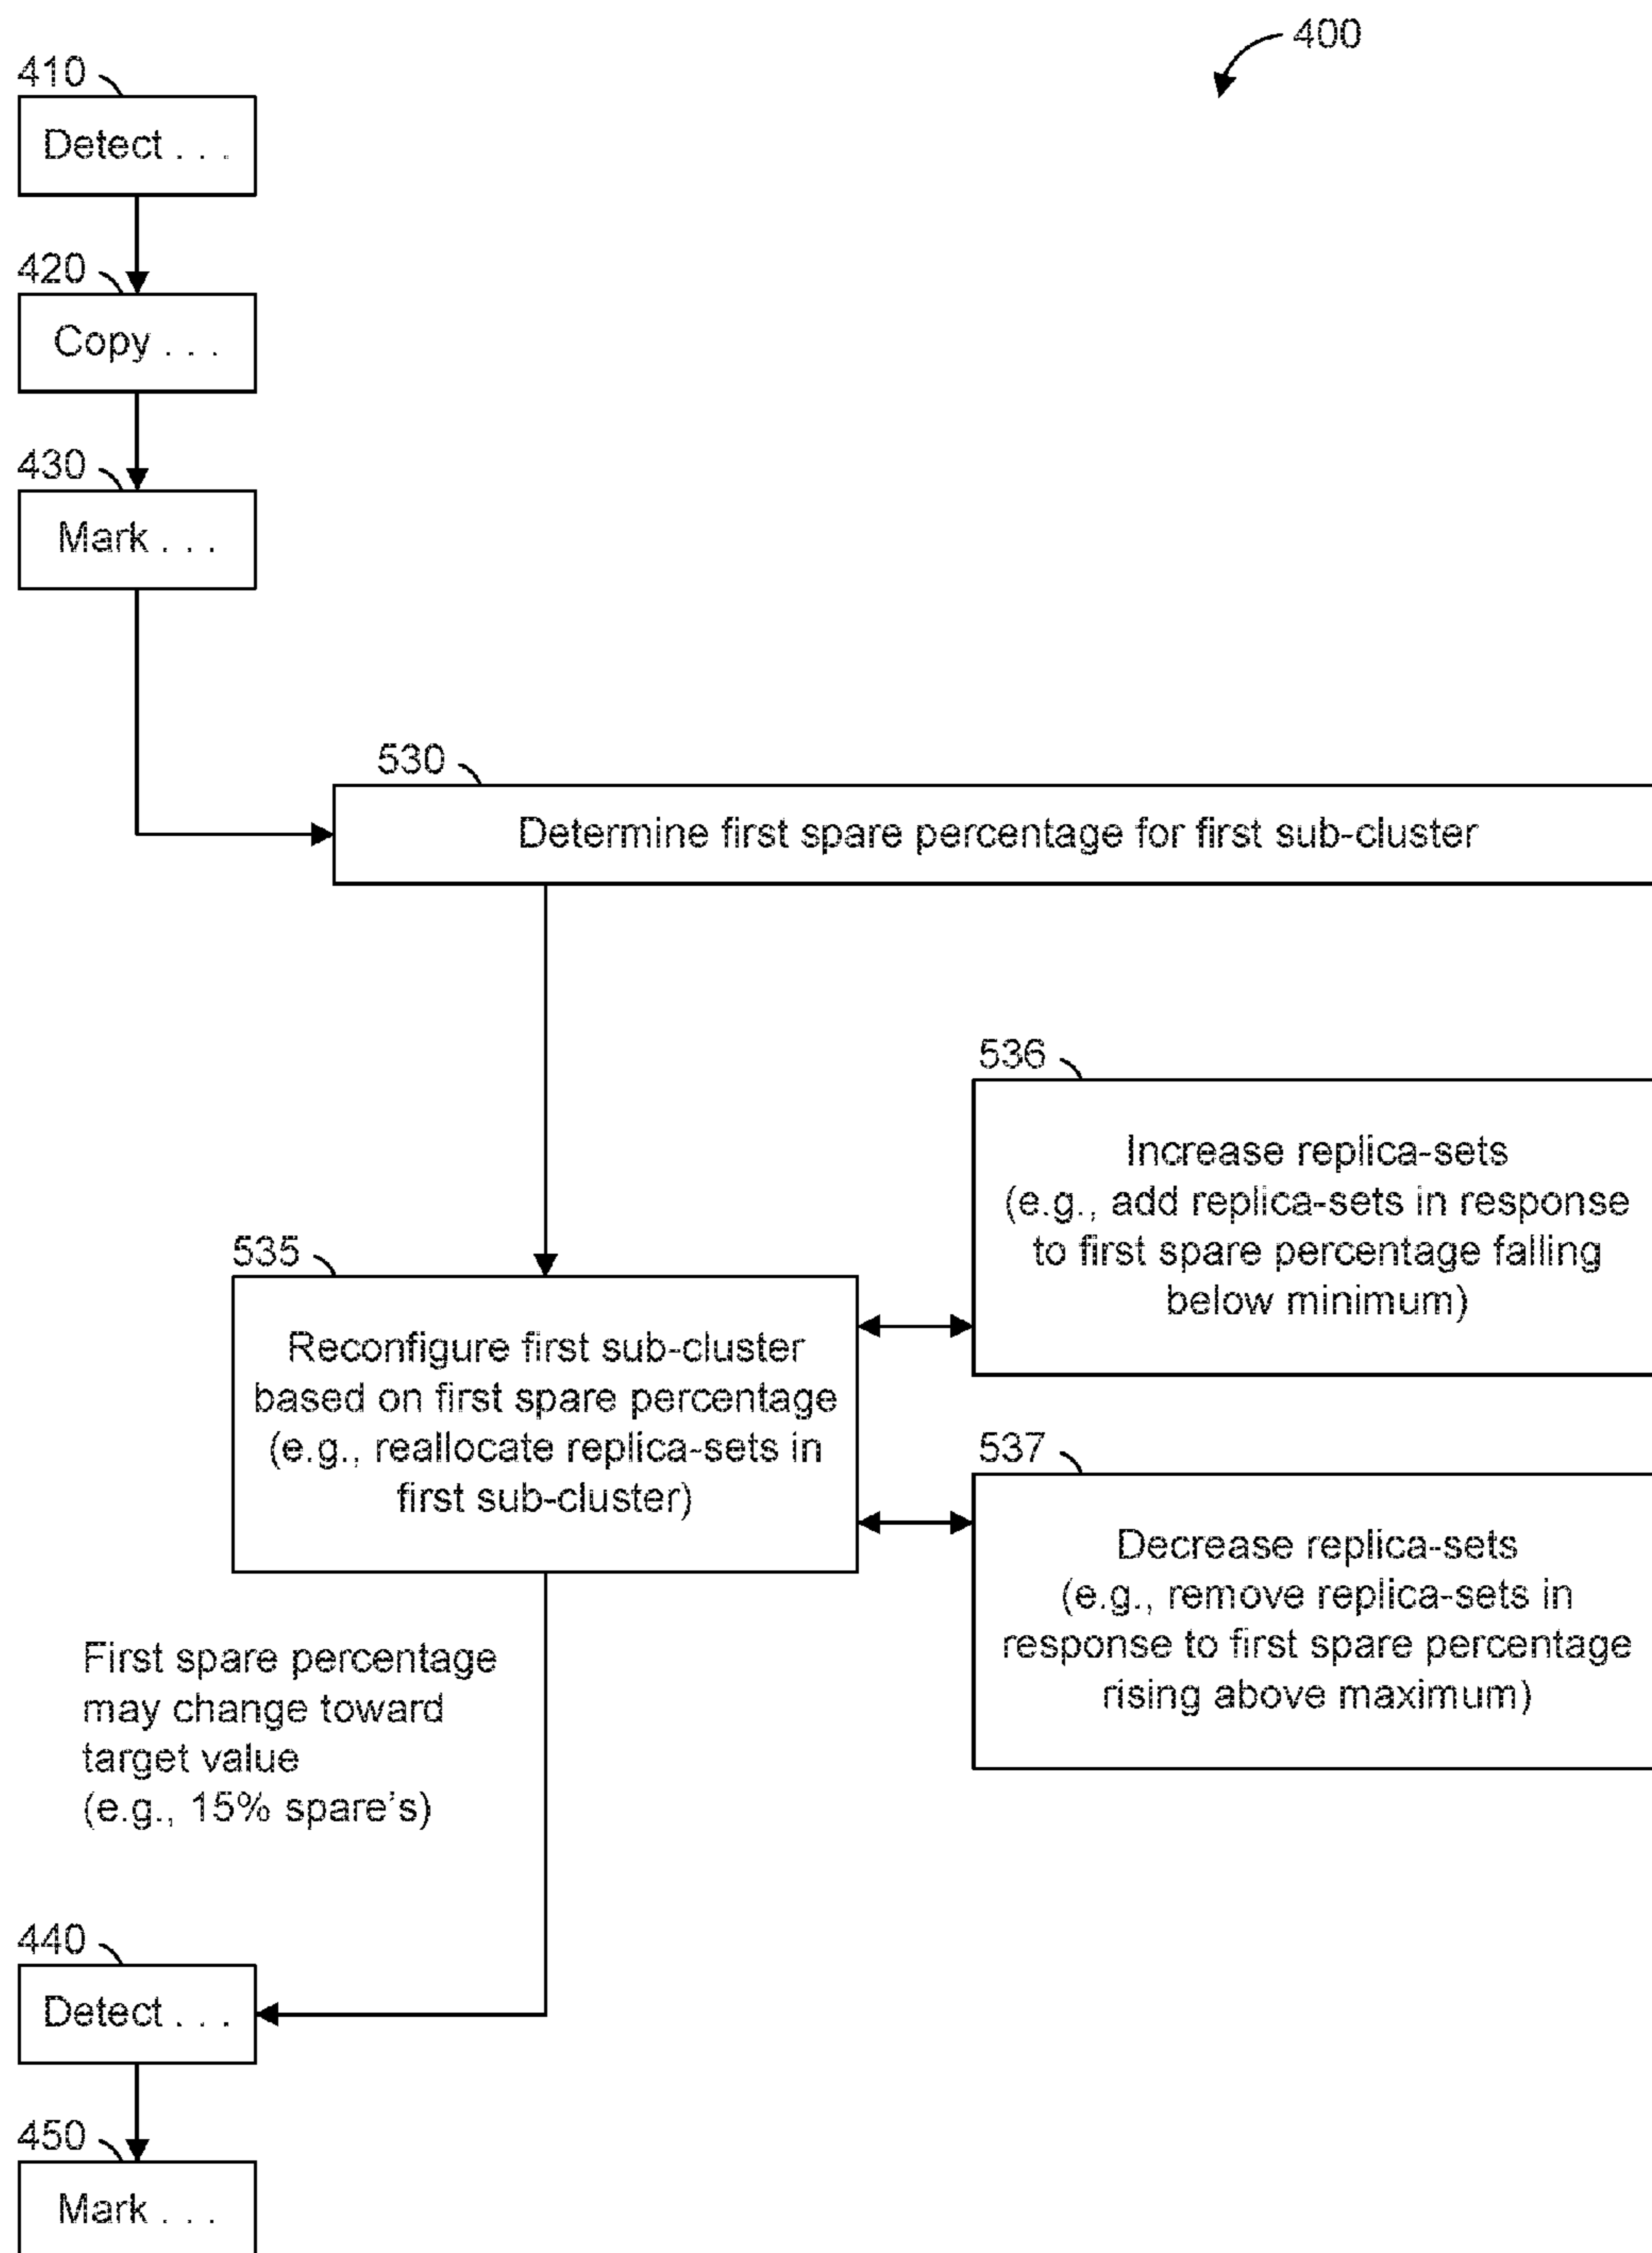 400
410
Detect . . .
420
Copy . . .
430
Mark . . .
530
Determine first spare percentage for first sub-cluster
536
Increase replica-sets
(e.g., add replica-sets in response
to first spare percentage falling
below minimum)
535
Reconfigure first sub-cluster
based on first spare percentage
(e.g., reallocate replica-sets in
first sub-cluster)
537
Decrease replica-sets
(e.g., remove replica-sets in
response to first spare percentage
rising above maximum)
First spare percentage
may change toward
target value
(e.g., 15% spare's)
440
Detect . . .
450
Mark . . .